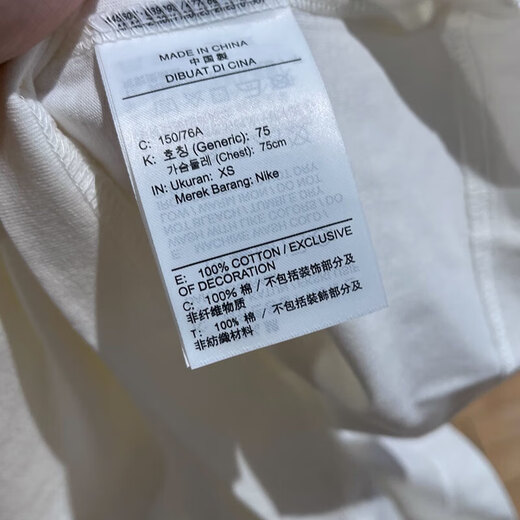 MADE IN CHINA
中国製
DIBUAT DI CINA
C: 150/76A
K: 호칭 (Generic): 75
가슴둘레 (Chest): 75cm
IN: Ukuran: XS
Merek Barang: Nike
E: 100% COTTON / EXCLUSIVE
OF DECORATION
C: 100% 棉 / 不包括装饰部分及
非纤维物质
T: 100% 棉 / 不包括裝飾部分及
非紡織材料